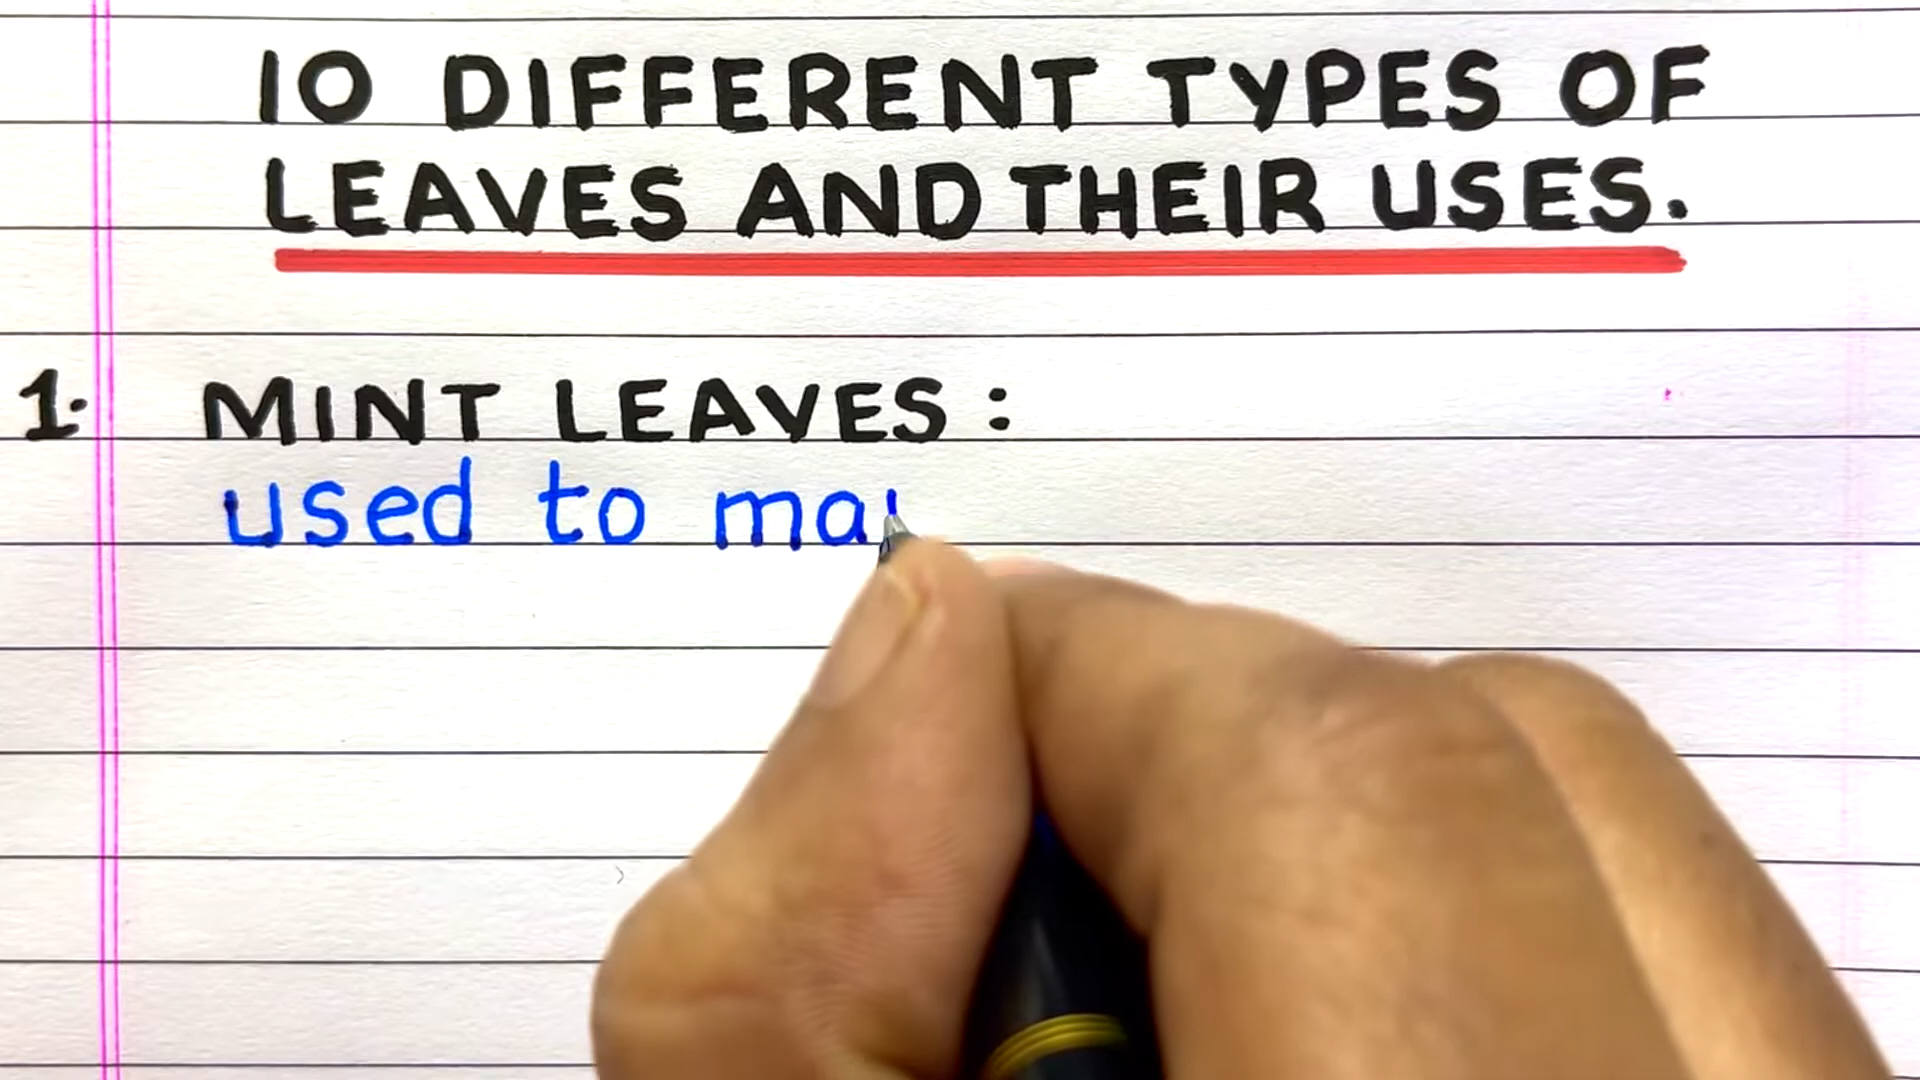 10 DIFFERENT TYPES OF
LEAVES AND THEIR USES.
1. MINT LEAVES :
used to ma